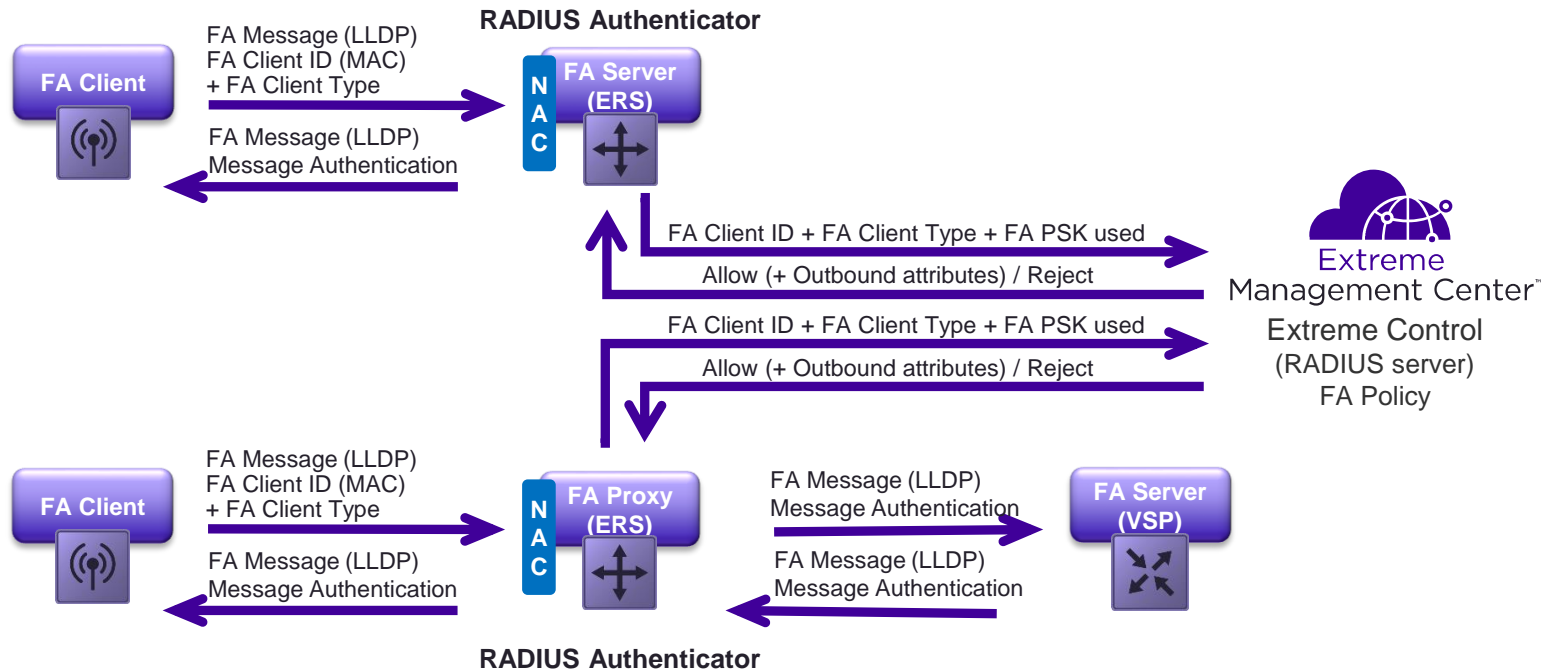 RADIUS Authenticator
FA Message (LLDP)
FA Client ID (MAC)
+ FA Client Type
FA Client
FA Message (LLDP)
Message Authentication
N
A
C
FA Server
(ERS)
FA Client ID + FA Client Type + FA PSK used
Allow (+ Outbound attributes) / Reject
FA Client ID + FA Client Type + FA PSK used
Allow (+ Outbound attributes) / Reject
Extreme
Management Center™
Extreme Control
(RADIUS server)
FA Policy
FA Message (LLDP)
FA Client ID (MAC)
+ FA Client Type
FA Client
FA Message (LLDP)
Message Authentication
N
A
C
FA Proxy
(ERS)
FA Message (LLDP)
Message Authentication
FA Message (LLDP)
Message Authentication
FA Server
(VSP)
RADIUS Authenticator